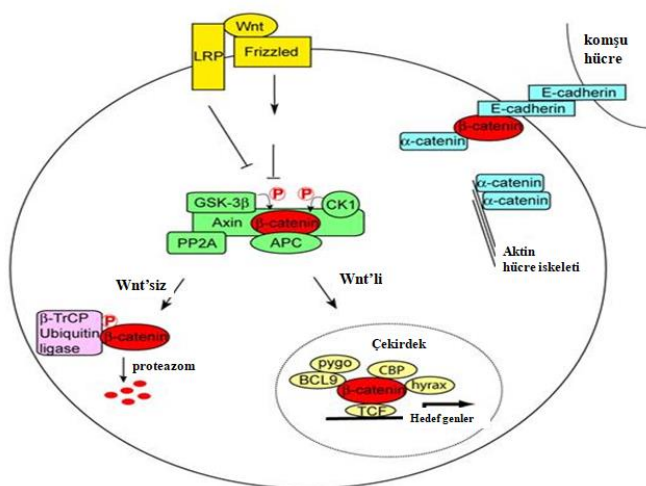 Wnt
LRP
Frizzled
komşu
hücre
E-cadherin
E-cadherin
β-catenin
α-catenin
α-catenin
α-catenin
Aktin
hücre iskeleti
P
P
GSK-3β
CK1
Axin
β-catenin
PP2A
APC
Wnt'siz
Wnt'li
β-TrCP
Ubiquitin
ligase
P
β-catenin
proteazom
Çekirdek
pygo
CBP
BCL9
β-catenin
hyrax
TCF
Hedef genler